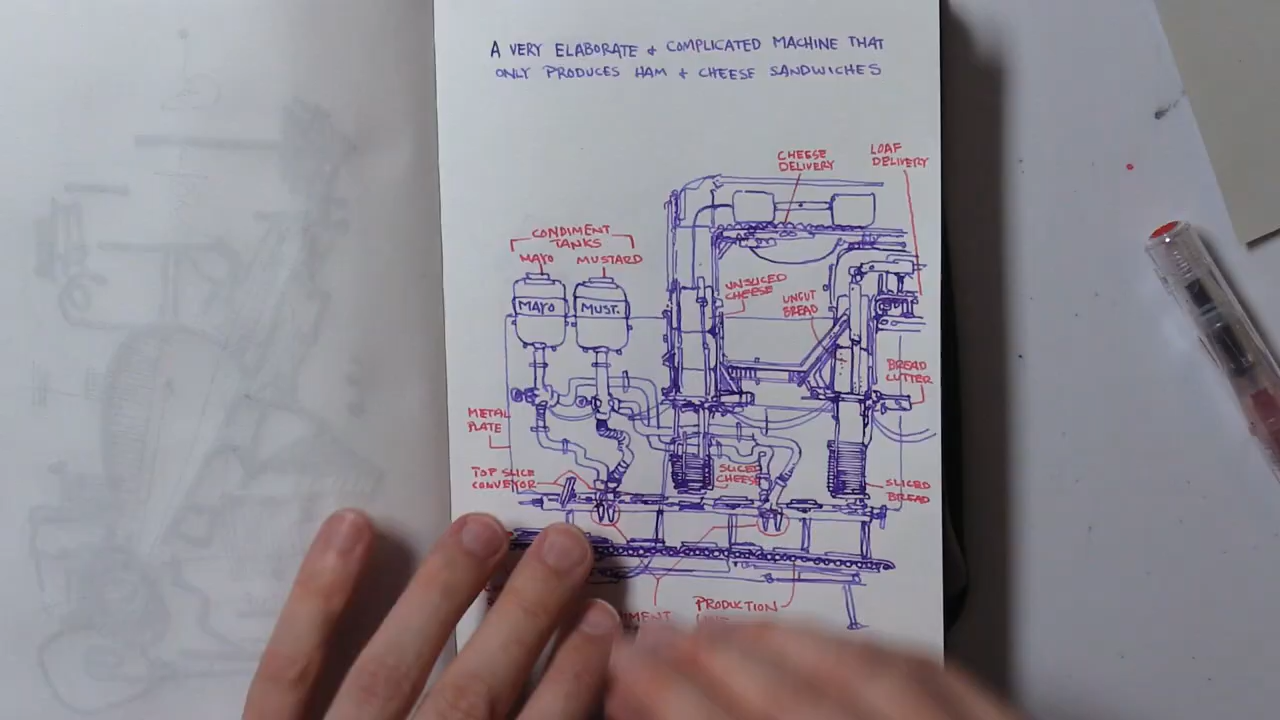 A VERY ELABORATE + COMPLICATED MACHINE THAT
ONLY PRODUCES HAM + CHEESE SANDWICHES
CHEESE
DELIVERY
LOAF
DELIVERY
CONDIMENT
TANKS
MAYO
MUSTARD
MAYO
MUST.
UNSLICED
CHEESE
UNCUT
BREAD
BREAD
CUTTER
METAL
PLATE
TOP SLICE
CONVEYOR
SLICED
CHEESE
SLICED
BREAD
PRODUCTION